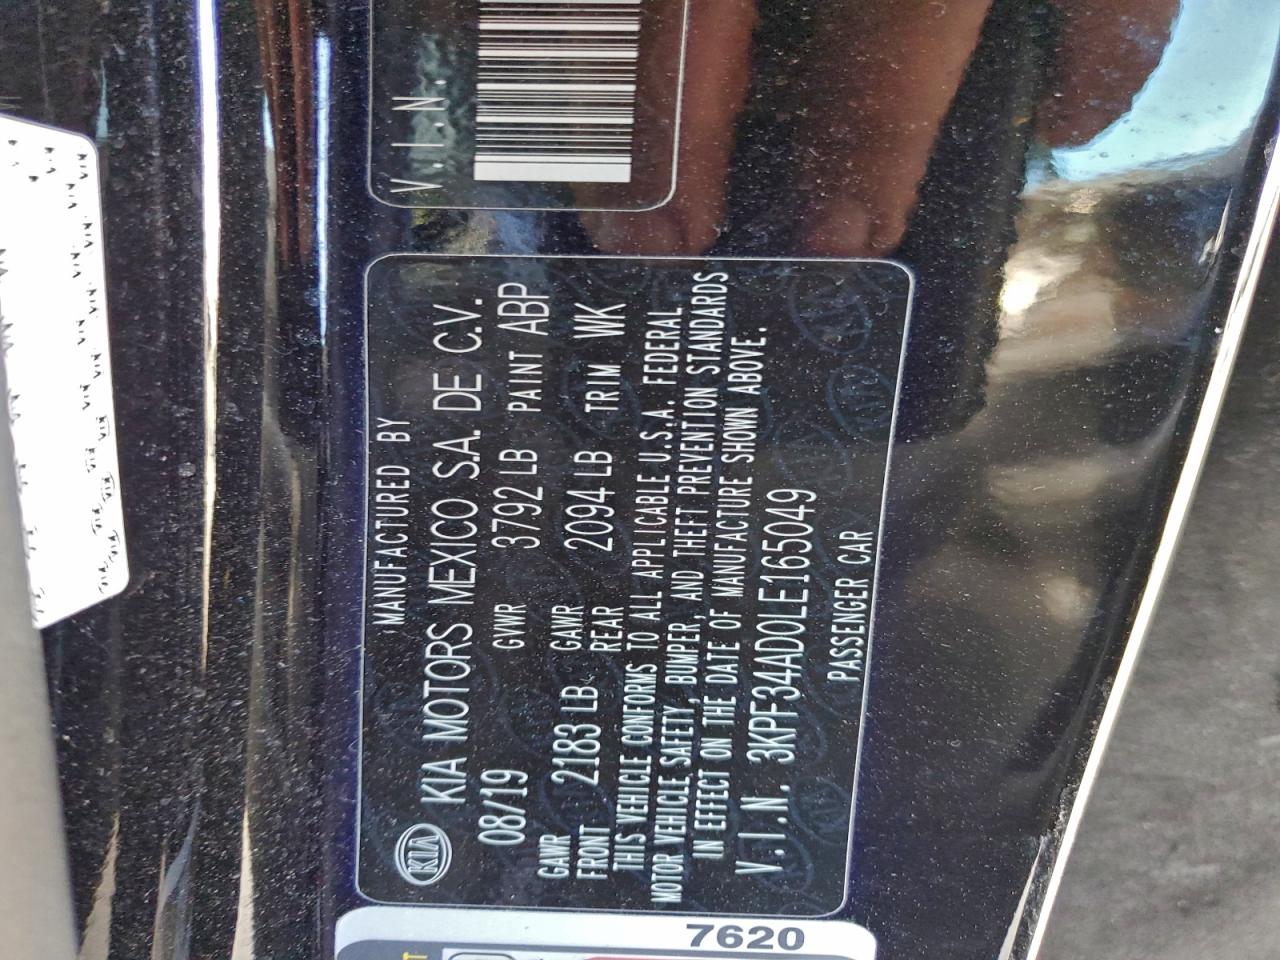 V.I.N.
MANUFACTURED BY
KIA KIA MOTORS MEXICO S.A. DE C.V.
08/19 GVWR 3792 LB PAINT ABP
GAWR FRONT 2183 LB GAWR REAR 2094 LB TRIM WK
THIS VEHICLE CONFORMS TO ALL APPLICABLE U.S.A. FEDERAL
MOTOR VEHICLE SAFETY, BUMPER, AND THEFT PREVENTION STANDARDS
IN EFFECT ON THE DATE OF MANUFACTURE SHOWN ABOVE.
V.I.N. 3KPF34AD0LE165049
PASSENGER CAR
7620